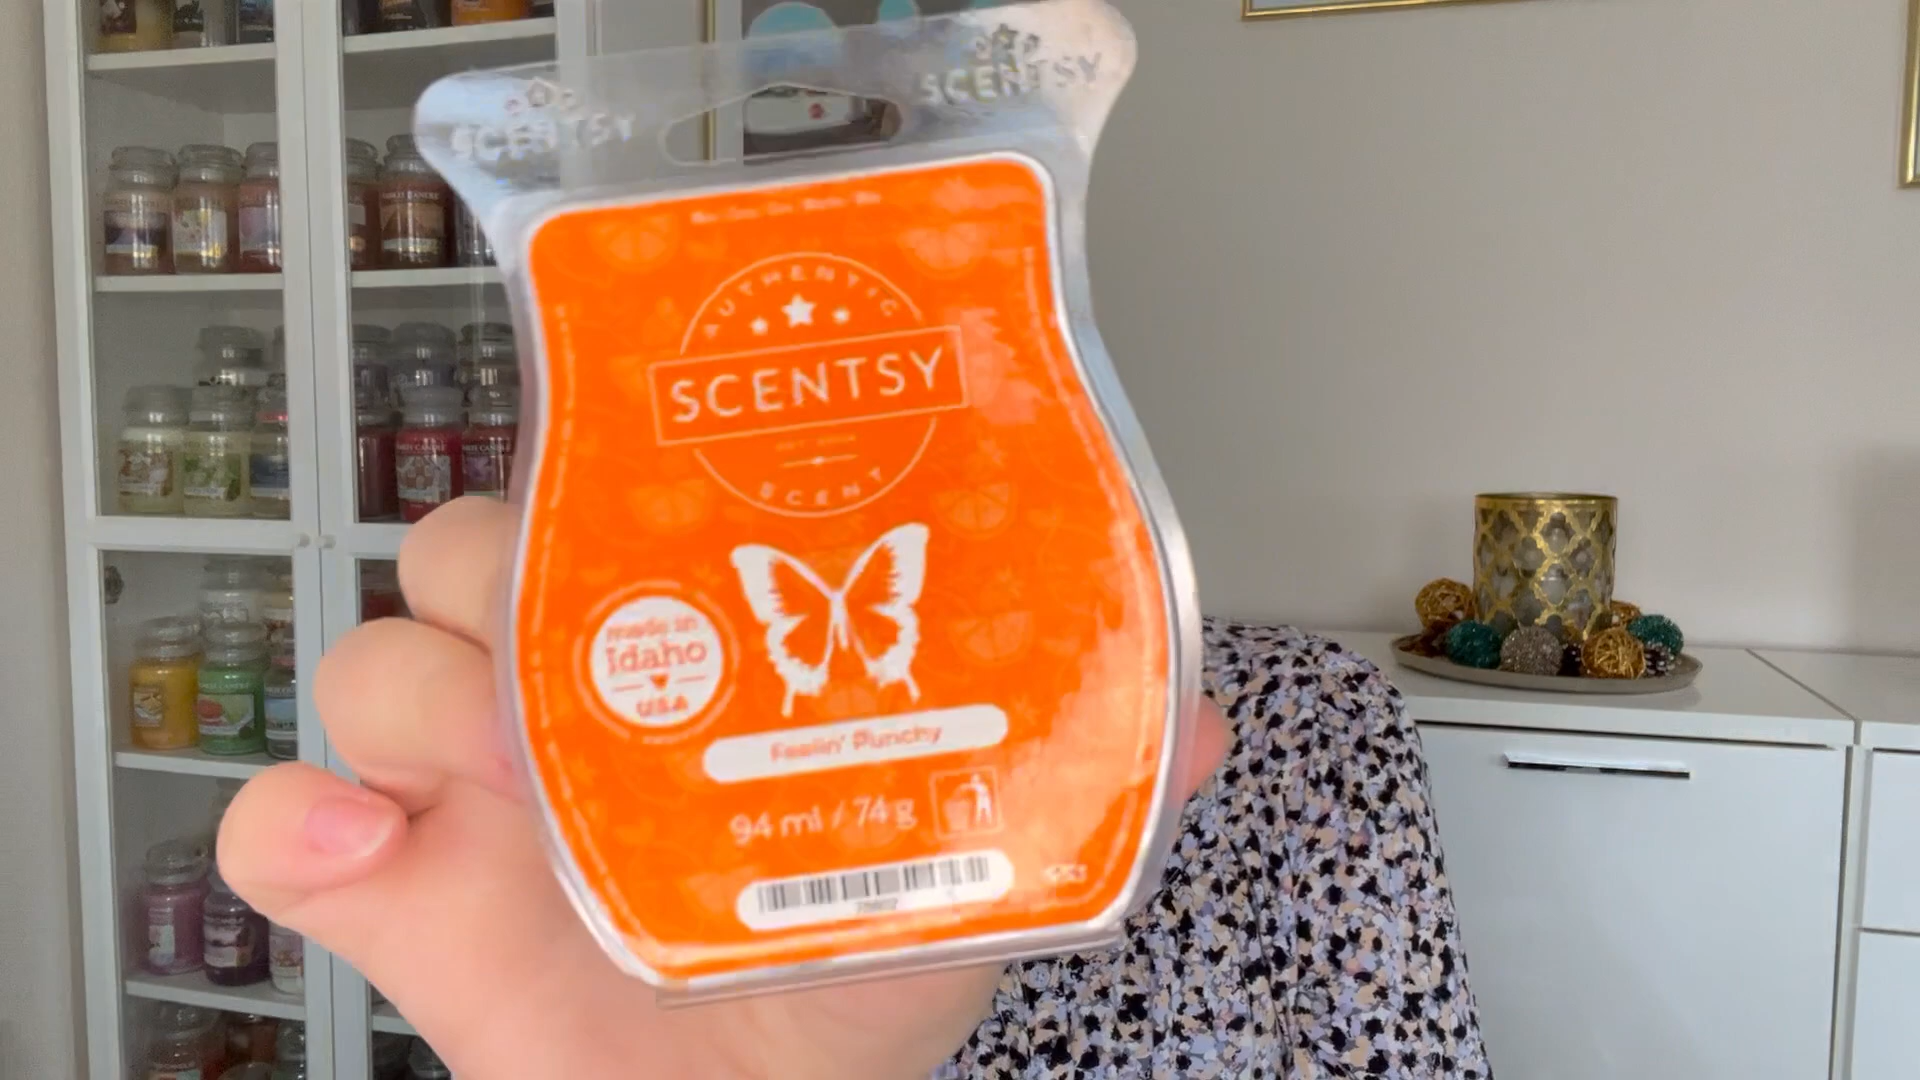 SCENTSY
SCENTSY
AUTHENTIC
SCENTSY
SCENT
made in
Idaho
USA
Feelin' Punchy
94 ml / 74 g